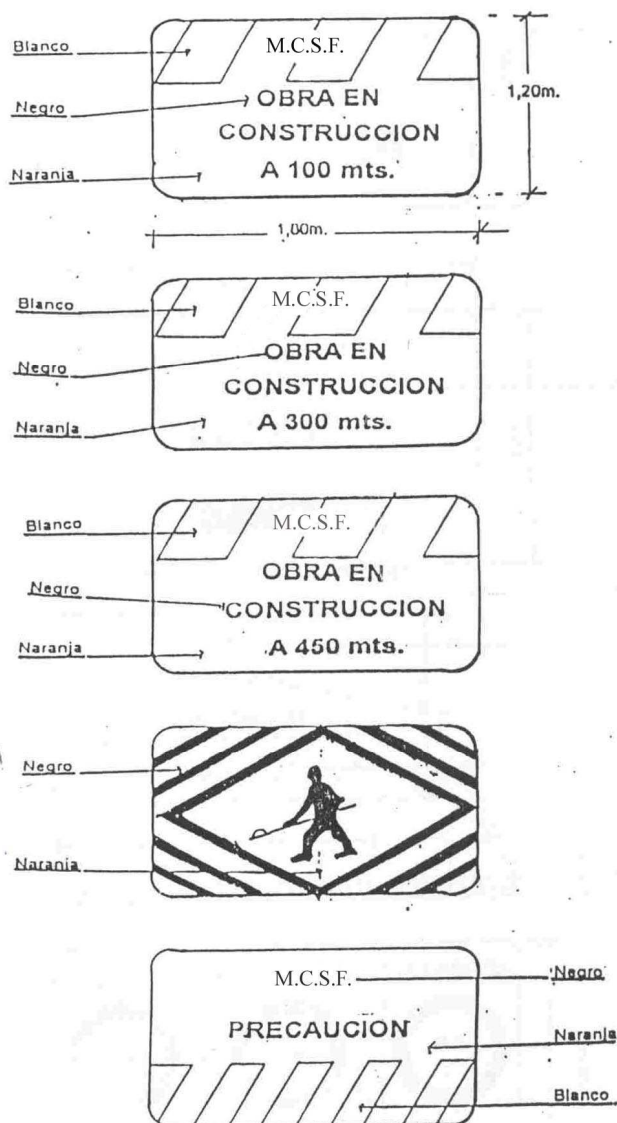 Blanco
M.C.S.F.
Negro
OBRA EN
CONSTRUCCION
Naranja
A 100 mts.
1,20m.
1,00m.
Blanco
M.C.S.F.
Negro
OBRA EN
CONSTRUCCION
Naranja
A 300 mts.
Blanco
M.C.S.F.
OBRA EN
Negro
CONSTRUCCION
Naranja
A 450 mts.
Negro
Naranja
M.C.S.F.
Negro
PRECAUCION
Naranja
Blanco